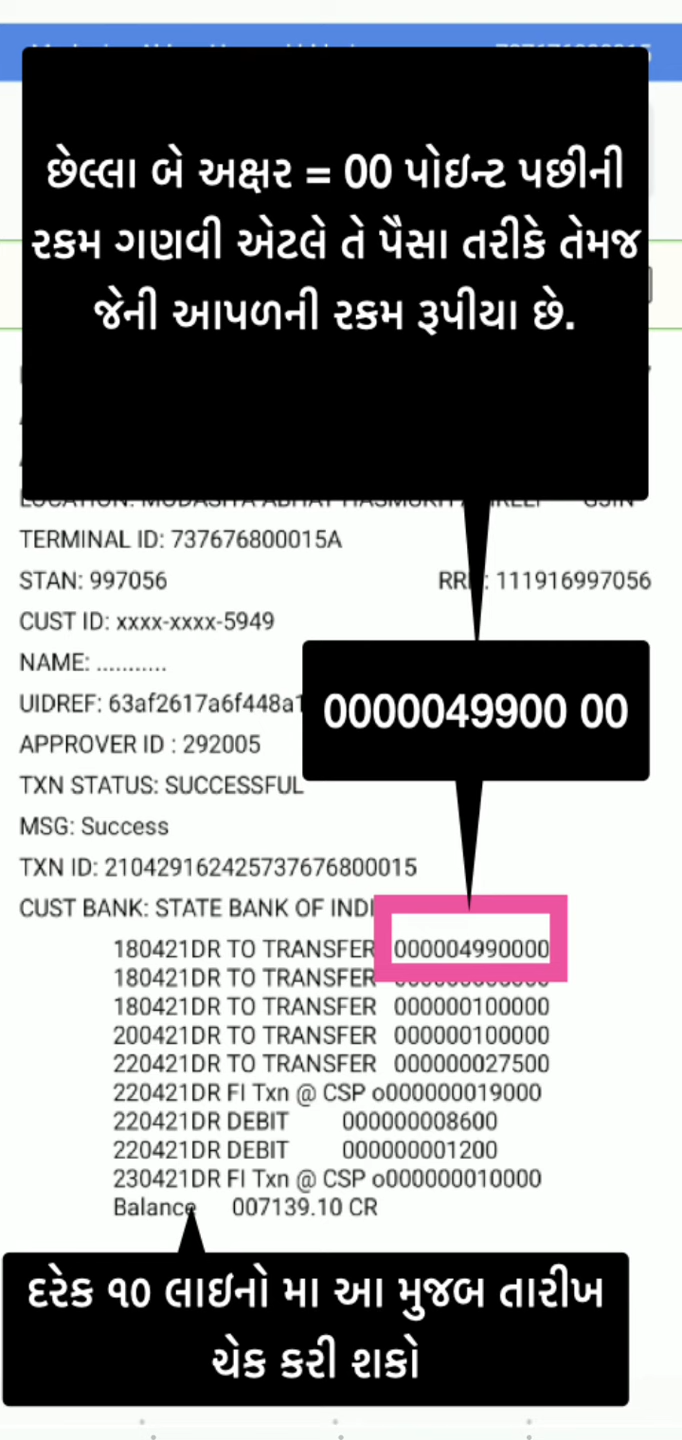 છેલ્લા બે અક્ષર = 00 પોઇન્ટ પછીની
રકમ ગણવી એટલે તે પૈસા તરીકે તેમજ
જેની આપળની રકમ રૂપીયા છે.
TERMINAL ID: 737676800015A
STAN: 997056
: 111916997056
CUST ID: xxxx-xxxx-5949
NAME: ...........
UIDREF: 63af2617a6f448a1
0000049900 00
APPROVER ID : 292005
TXN STATUS: SUCCESSFUL
MSG: Success
TXN ID: 210429162425737676800015
CUST BANK: STATE BANK OF INDI
180421DR TO TRANSFER 000004990000
180421DR TO TRANSFER
180421DR TO TRANSFER 000000100000
200421DR TO TRANSFER 000000100000
220421DR TO TRANSFER 000000027500
220421DR FI Txn @ CSP o000000019000
220421DR DEBIT 000000008600
220421DR DEBIT 000000001200
230421DR FI Txn @ CSP o000000010000
Balance 007139.10 CR
દરેક ૧૦ લાઇનો મા આ મુજબ તારીખ
ચેક કરી શકો